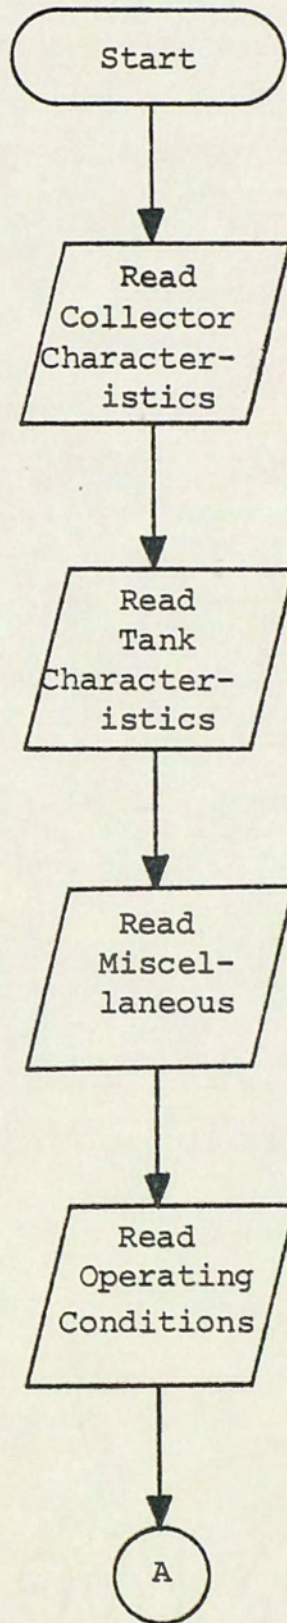 Start
Read
Collector
Character-
istics
Read
Tank
Character-
istics
Read
Miscel-
laneous
Read
Operating
Conditions
A